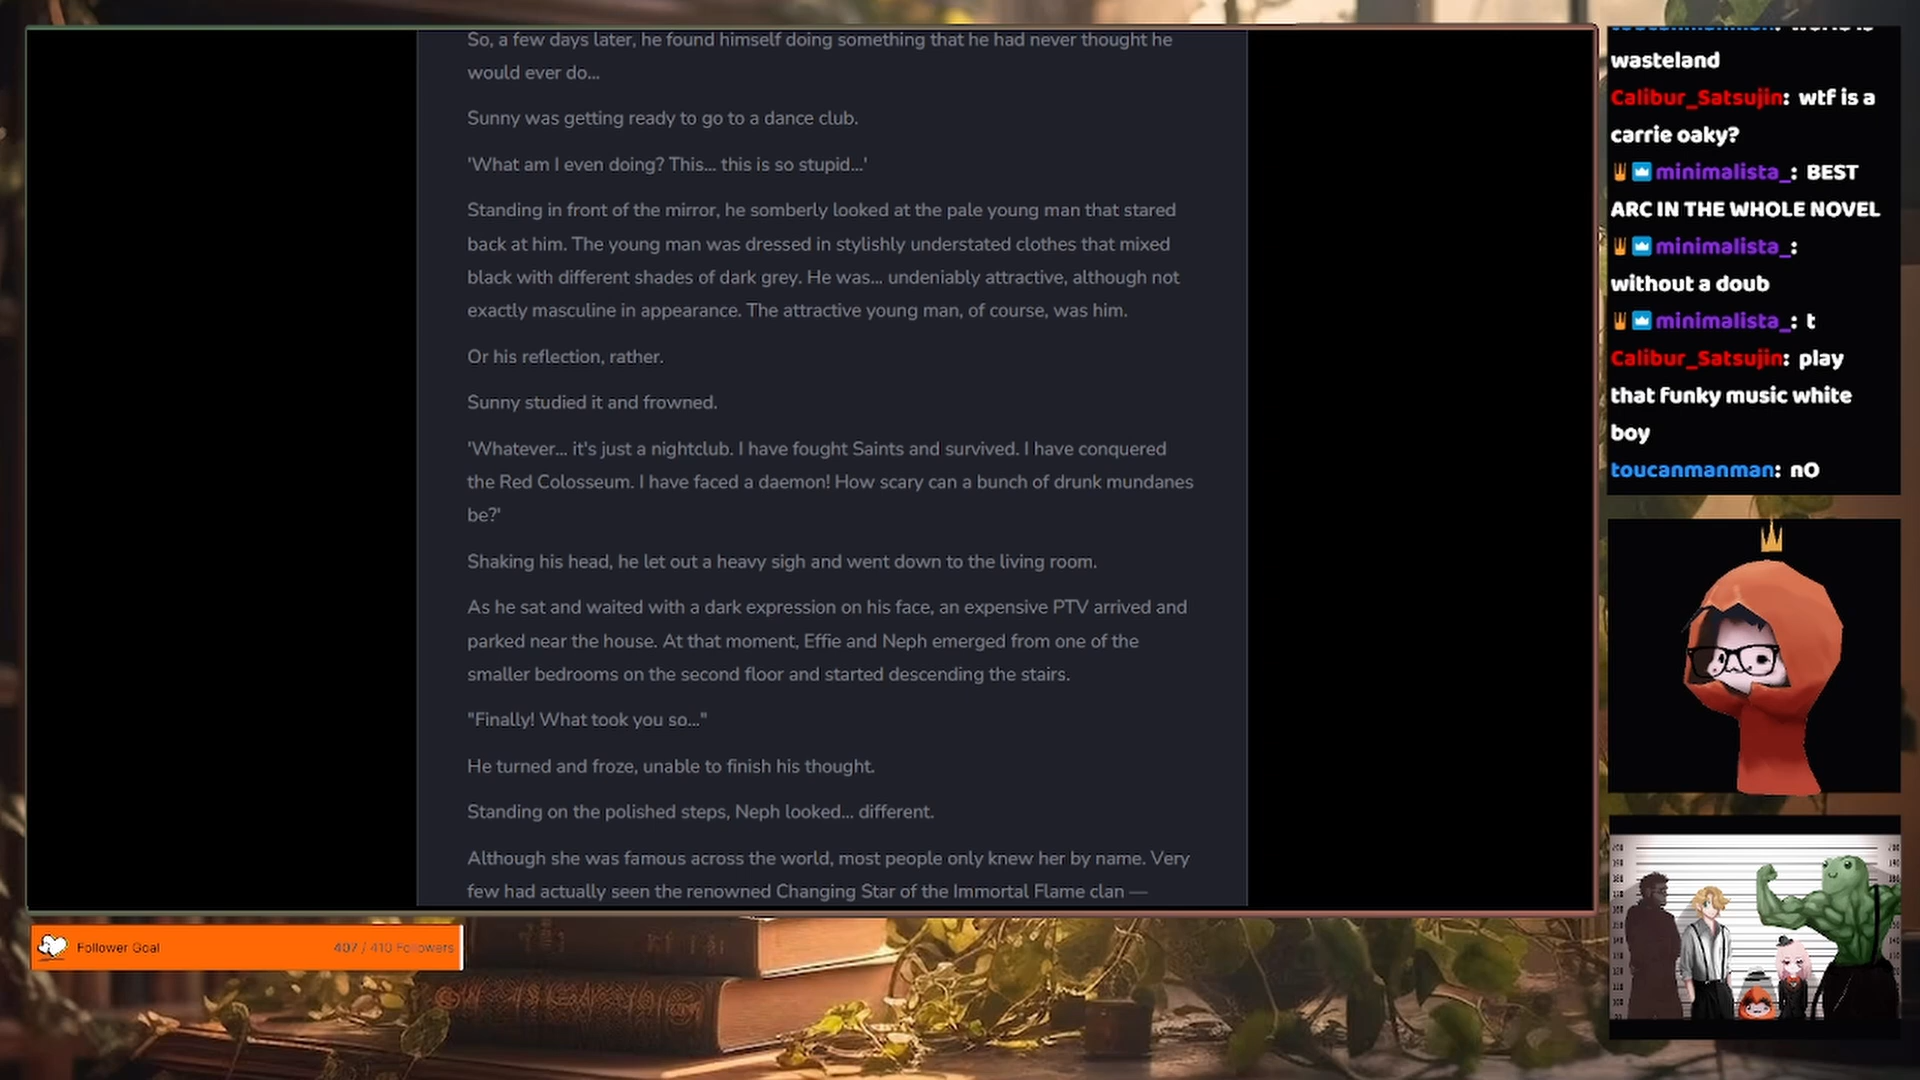 So, a few days later, he found himself doing something that he had never thought he
would ever do...
Sunny was getting ready to go to a dance club.
'What am I even doing? This... this is so stupid...'
Standing in front of the mirror, he somberly looked at the pale young man that stared
back at him. The young man was dressed in stylishly understated clothes that mixed
black with different shades of dark grey. He was... undeniably attractive, although not
exactly masculine in appearance. The attractive young man, of course, was him.
Or his reflection, rather.
Sunny studied it and frowned.
'Whatever... it's just a nightclub. I have fought Saints and survived. I have conquered
the Red Colosseum. I have faced a daemon! How scary can a bunch of drunk mundanes
be?'
Shaking his head, he let out a heavy sigh and went down to the living room.
As he sat and waited with a dark expression on his face, an expensive PTV arrived and
parked near the house. At that moment, Effie and Neph emerged from one of the
smaller bedrooms on the second floor and started descending the stairs.
"Finally! What took you so..."
He turned and froze, unable to finish his thought.
Standing on the polished steps, Neph looked... different.
Although she was famous across the world, most people only knew her by name. Very
few had actually seen the renowned Changing Star of the Immortal Flame clan —
wasteland
Calibur_Satsujin: wtf is a
carrie oaky?
minimalista_: BEST
ARC IN THE WHOLE NOVEL
minimalista_:
without a doub
minimalista_: t
Calibur_Satsujin: play
that funky music white
boy
toucanmanman: nO
Follower Goal
407 / 410 Followers